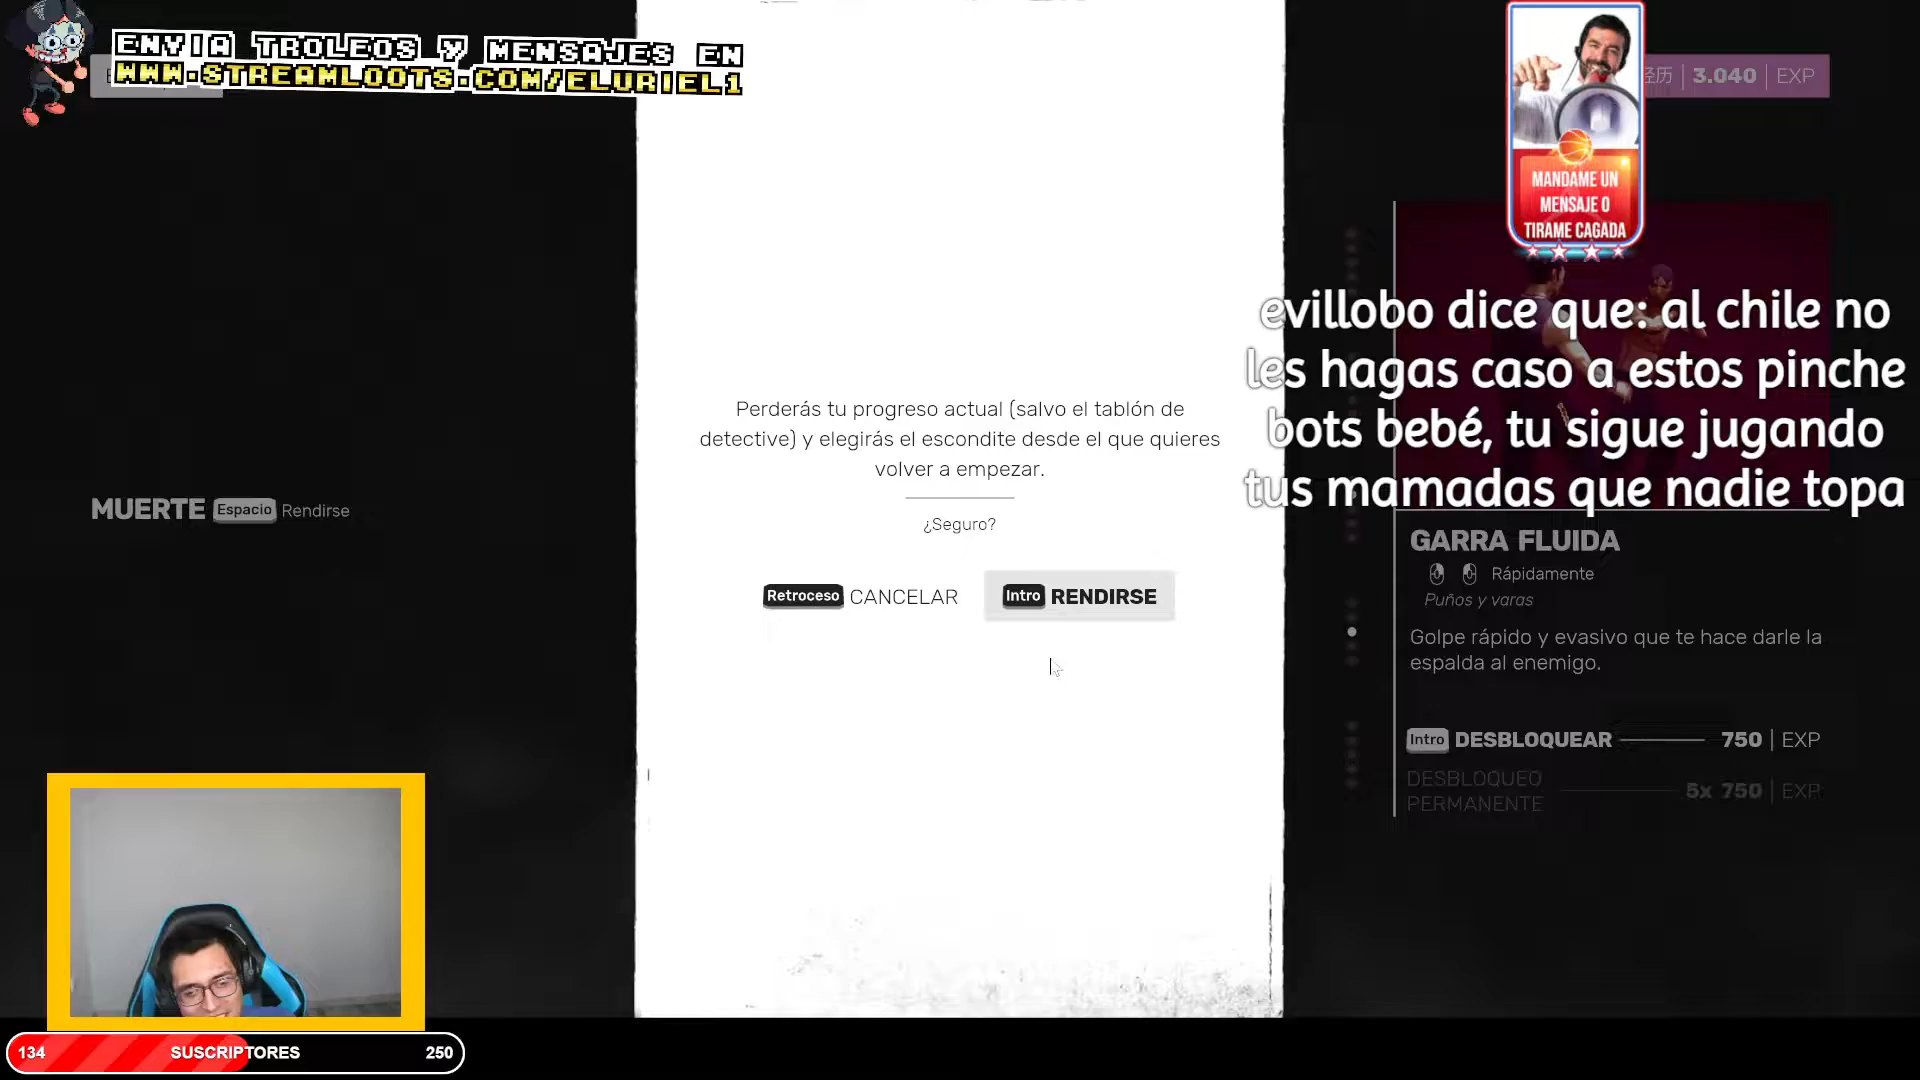 ENVIA TROLEOS Y MENSAJES EN
WWW.STREAMLOOTS.COM/ELURIEL1
经历 | 3.040 | EXP
MANDAME UN
MENSAJE O
TIRAME CAGADA
evillobo dice que: al chile no
les hagas caso a estos pinche
bots bebé, tu sigue jugando
tus mamadas que nadie topa
Perderás tu progreso actual (salvo el tablón de
detective) y elegirás el escondite desde el que quieres
volver a empezar.
¿Seguro?
Retroceso CANCELAR
Intro RENDIRSE
MUERTE Espacio Rendirse
GARRA FLUIDA
Rápidamente
Puños y varas
Golpe rápido y evasivo que te hace darle la
espalda al enemigo.
Intro DESBLOQUEAR 750 | EXP
DESBLOQUEO
PERMANENTE 5x 750 | EXP
134 SUSCRIPTORES 250